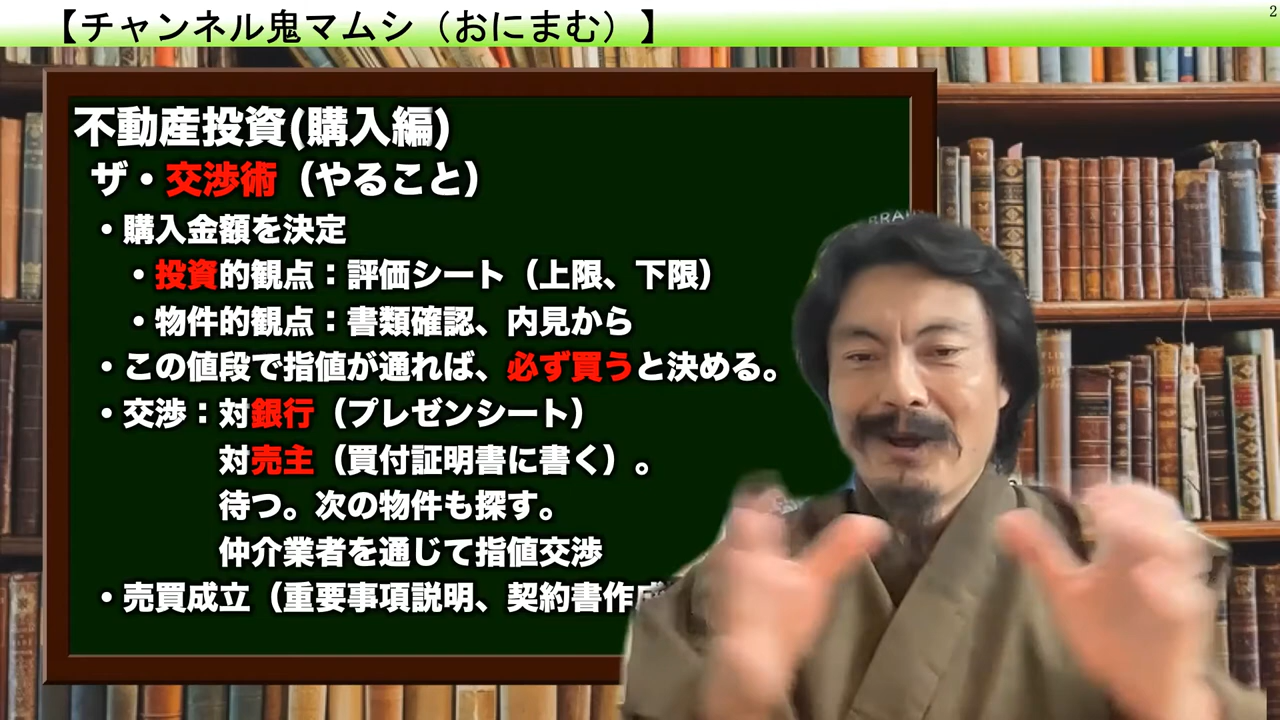 【チャンネル鬼マムシ（おにまむ）】
2
不動産投資(購入編)
ザ・交渉術（やること）
・購入金額を決定
・投資的観点：評価シート（上限、下限）
・物件的観点：書類確認、内見から
・この値段で指値が通れば、必ず買うと決める。
・交渉：対銀行（プレゼンシート）
対売主（買付証明書に書く）。
待つ。次の物件も探す。
仲介業者を通じて指値交渉
・売買成立（重要事項説明、契約書作成